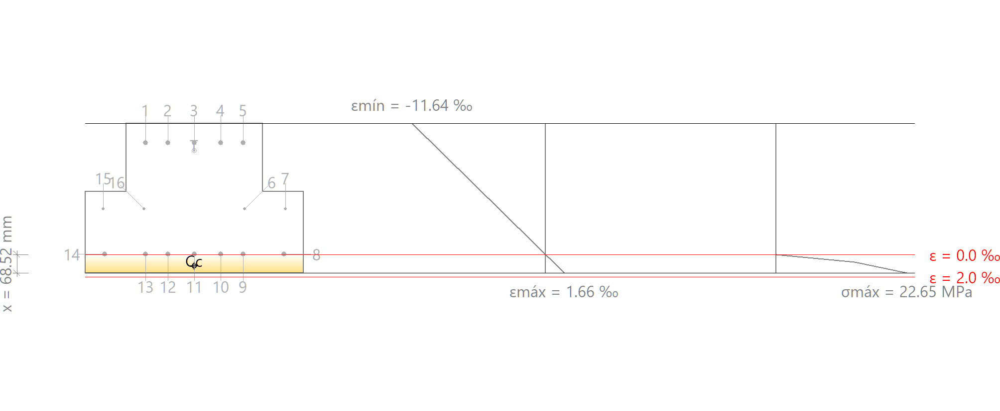 εmín = -11.64 ‰
1 2 3 4 5
T
15 16 6 7
x = 68.52 mm
14 Cc 8
ε = 0.0 ‰
ε = 2.0 ‰
13 12 11 10 9
εmáx = 1.66 ‰
σmáx = 22.65 MPa